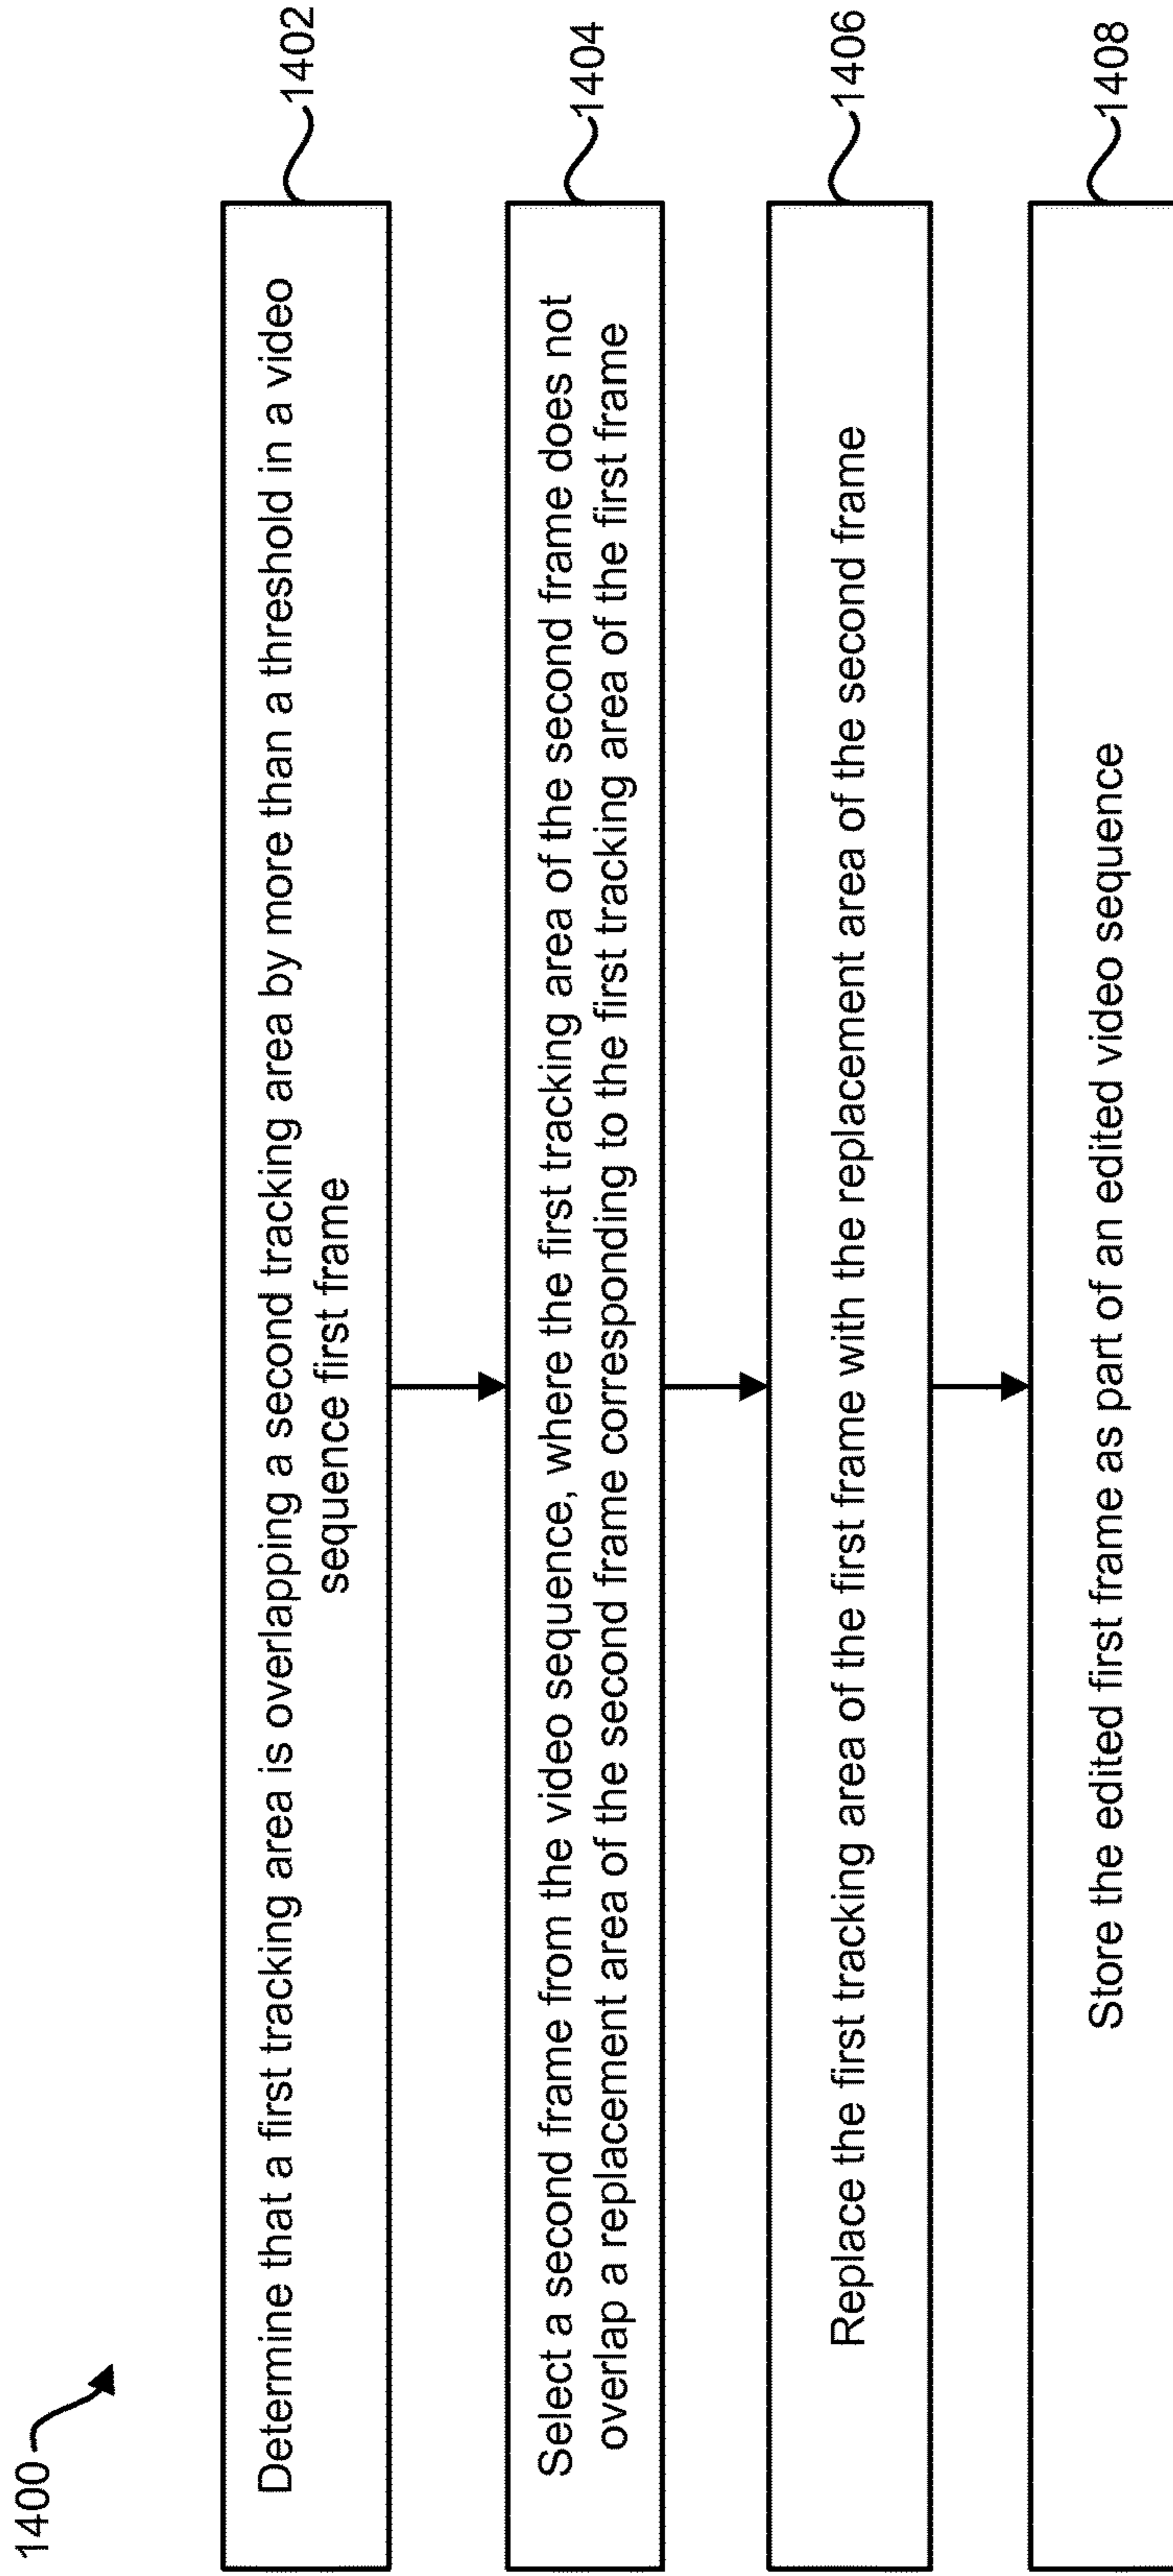 1400
Determine that a first tracking area is overlapping a second tracking area by more than a threshold in a video
sequence first frame
1402
Select a second frame from the video sequence, where the first tracking area of the second frame does not
overlap a replacement area of the second frame corresponding to the first tracking area of the first frame
1404
Replace the first tracking area of the first frame with the replacement area of the second frame
1406
Store the edited first frame as part of an edited video sequence
1408